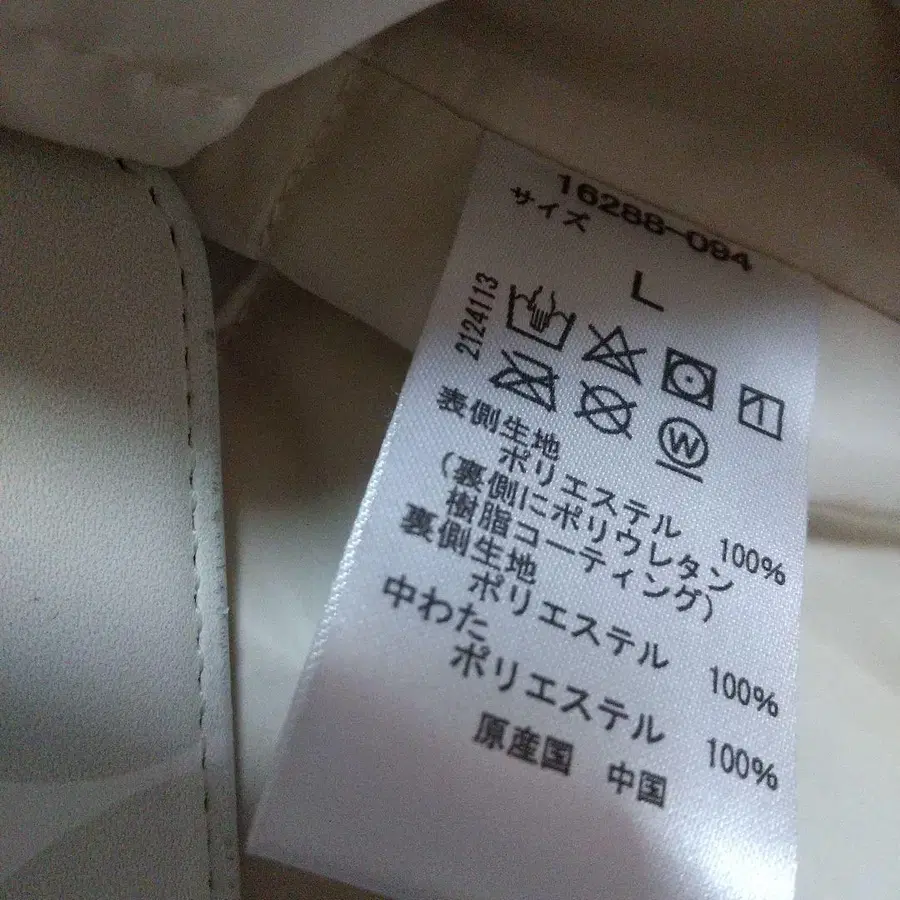 16288-094
サイズ
L
2124113
W
表側生地
ポリエステル 100%
(裏側にポリウレタン
樹脂コーティング)
裏側生地
ポリエステル 100%
中わた
ポリエステル 100%
原産国 中国